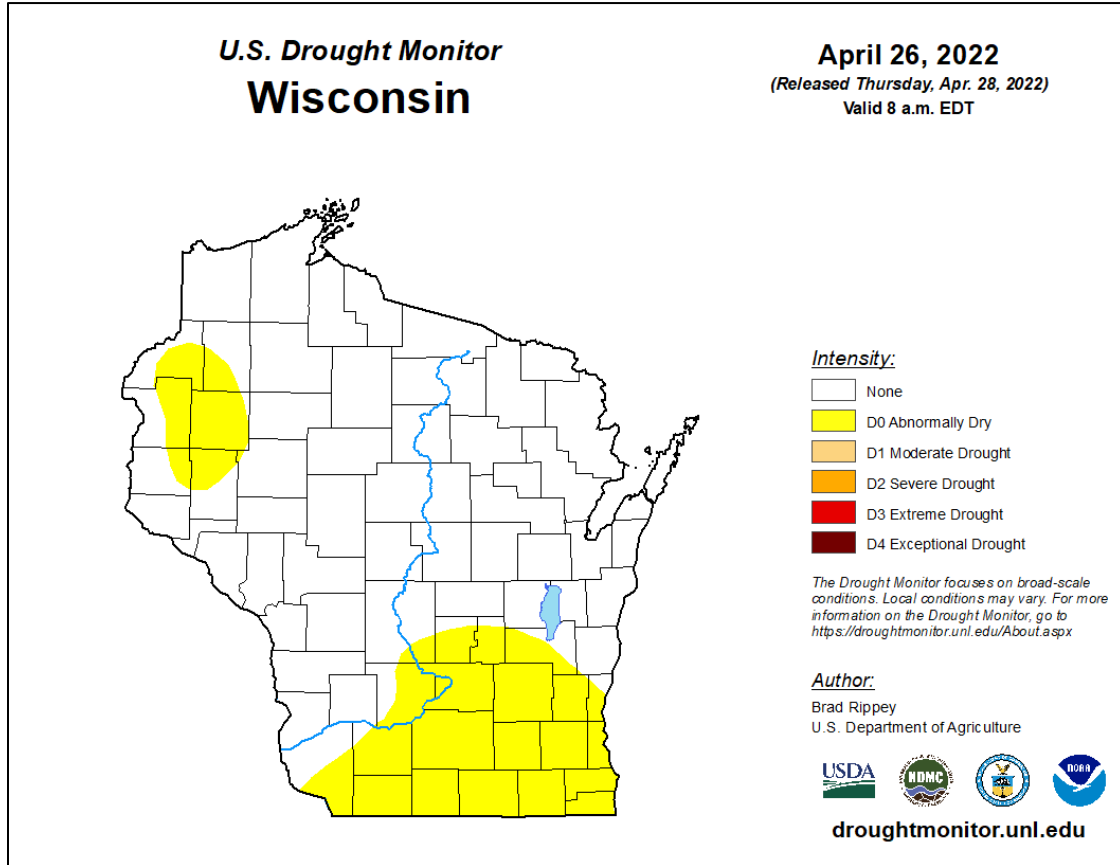 U.S. Drought Monitor
Wisconsin
April 26, 2022
(Released Thursday, Apr. 28, 2022)
Valid 8 a.m. EDT
Intensity:
None
D0 Abnormally Dry
D1 Moderate Drought
D2 Severe Drought
D3 Extreme Drought
D4 Exceptional Drought
The Drought Monitor focuses on broad-scale
conditions. Local conditions may vary. For more
information on the Drought Monitor, go to
https://droughtmonitor.unl.edu/About.aspx
Author:
Brad Rippey
U.S. Department of Agriculture
USDA
NDMC
NOAA
droughtmonitor.unl.edu